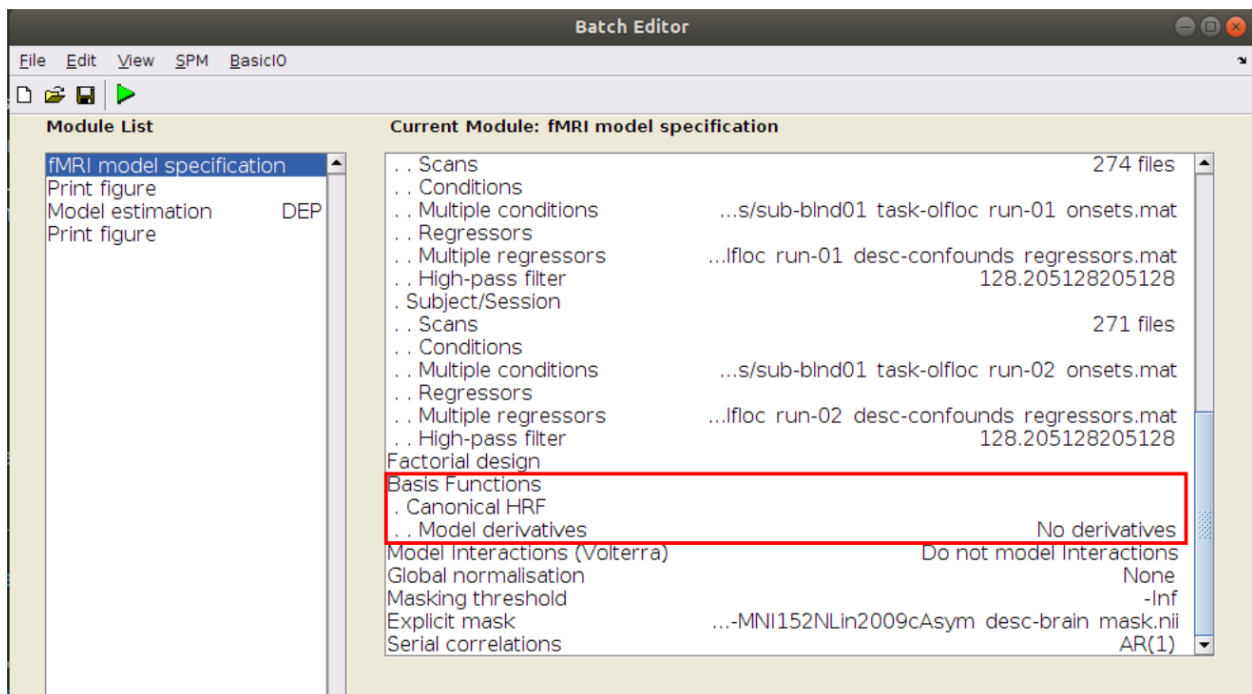 Batch Editor
File Edit View SPM BasicIO
Module List
Current Module: fMRI model specification
fMRI model specification
Print figure
Model estimation DEP
Print figure
. . Scans 274 files
. . Conditions
. . Multiple conditions ...s/sub-blnd01 task-olfloc run-01 onsets.mat
. . Regressors
. . Multiple regressors ...lfloc run-01 desc-confounds regressors.mat
. . High-pass filter 128.205128205128
. Subject/Session
. . Scans 271 files
. . Conditions
. . Multiple conditions ...s/sub-blnd01 task-olfloc run-02 onsets.mat
. . Regressors
. . Multiple regressors ...lfloc run-02 desc-confounds regressors.mat
. . High-pass filter 128.205128205128
Factorial design
Basis Functions
. Canonical HRF
. . Model derivatives No derivatives
Model Interactions (Volterra) Do not model Interactions
Global normalisation None
Masking threshold -Inf
Explicit mask ...-MNI152NLin2009cAsym desc-brain mask.nii
Serial correlations AR(1)